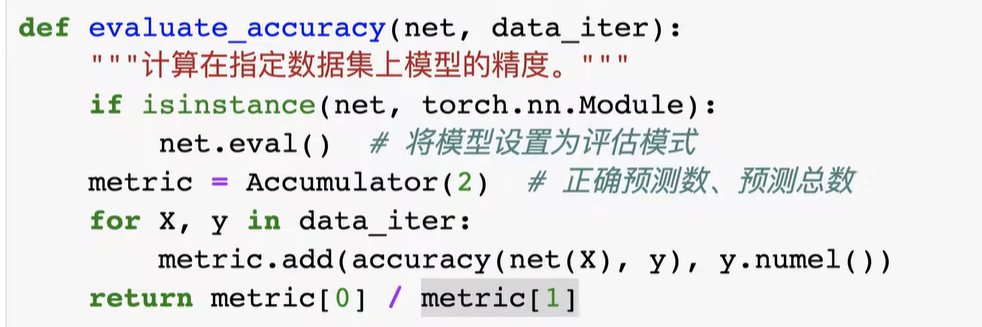 def evaluate_accuracy(net, data_iter):
    """计算在指定数据集上模型的精度。"""
    if isinstance(net, torch.nn.Module):
        net.eval()  # 将模型设置为评估模式
    metric = Accumulator(2)  # 正确预测数、预测总数
    for X, y in data_iter:
        metric.add(accuracy(net(X), y), y.numel())
    return metric[0] / metric[1]